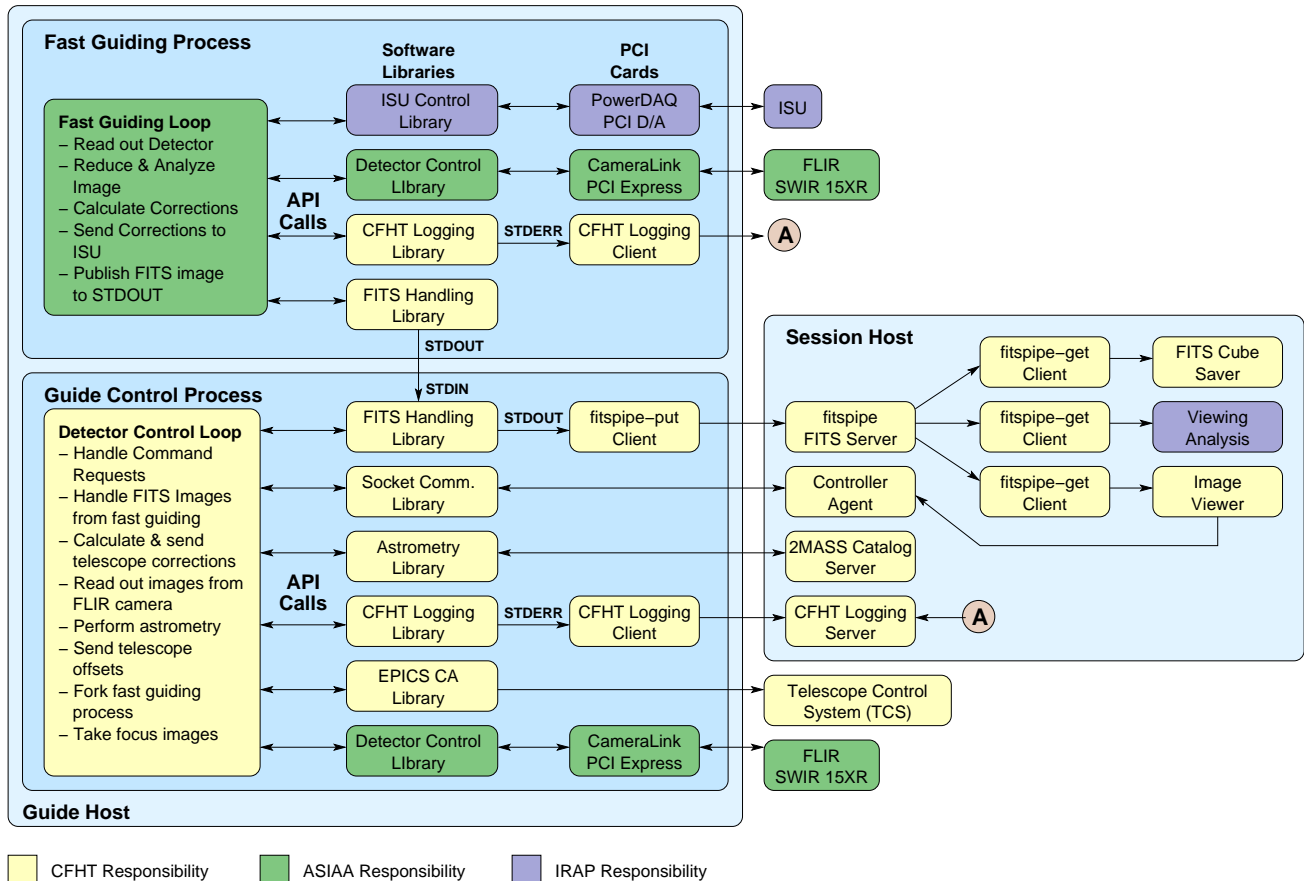 Fast Guiding Process
Software
Libraries
PCI
Cards
Fast Guiding Loop
– Read out Detector
– Reduce & Analyze
Image
– Calculate Corrections
– Send Corrections to
ISU
– Publish FITS image
to STDOUT
API
Calls
ISU Control
Library
PowerDAQ
PCI D/A
ISU
Detector Control
LIbrary
CameraLink
PCI Express
FLIR
SWIR 15XR
CFHT Logging
Library
STDERR
CFHT Logging
Client
A
FITS Handling
Library
STDOUT
STDIN
Guide Control Process
Detector Control Loop
– Handle Command
Requests
– Handle FITS Images
from fast guiding
– Calculate & send
telescope corrections
– Read out images from
FLIR camera
– Perform astrometry
– Send telescope
offsets
– Fork fast guiding
process
– Take focus images
API
Calls
FITS Handling
Library
STDOUT
fitspipe–put
Client
Socket Comm.
Library
Astrometry
Library
CFHT Logging
Library
STDERR
CFHT Logging
Client
EPICS CA
Library
Detector Control
LIbrary
CameraLink
PCI Express
Guide Host
Session Host
fitspipe
FITS Server
fitspipe–get
Client
FITS Cube
Saver
fitspipe–get
Client
Viewing
Analysis
fitspipe–get
Client
Image
Viewer
Controller
Agent
2MASS Catalog
Server
CFHT Logging
Server
A
Telescope Control
System (TCS)
FLIR
SWIR 15XR
CFHT Responsibility
ASIAA Responsibility
IRAP Responsibility